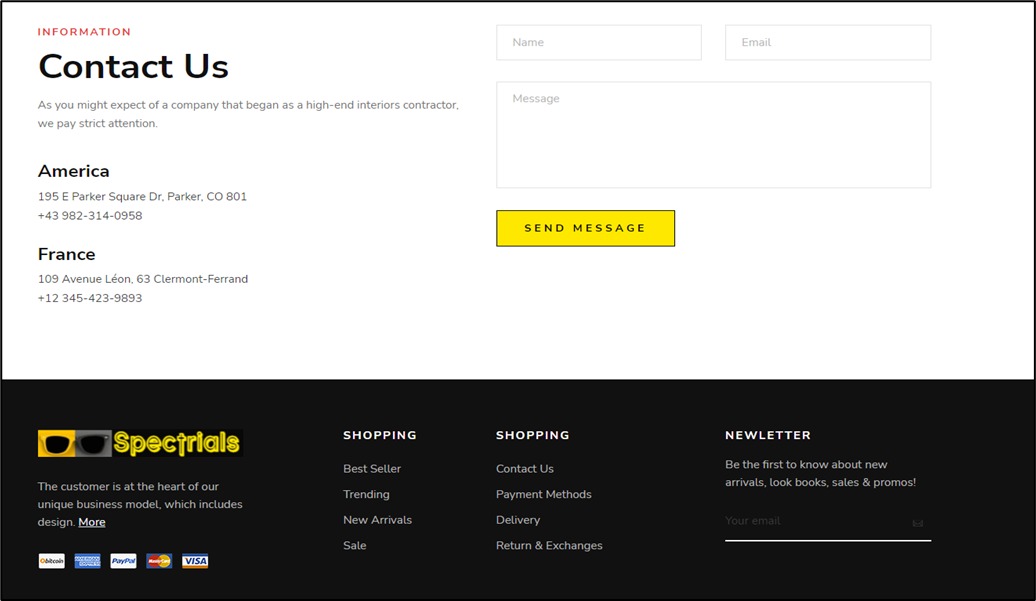 INFORMATION
Contact Us
As you might expect of a company that began as a high-end interiors contractor,
we pay strict attention.
America
195 E Parker Square Dr, Parker, CO 801
+43 982-314-0958
France
109 Avenue Léon, 63 Clermont-Ferrand
+12 345-423-9893
Name
Email
Message
SEND MESSAGE
Spectrials
The customer is at the heart of our
unique business model, which includes
design. More
bitcoin
AMERICAN EXPRESS
PayPal
MasterCard
VISA
SHOPPING
Best Seller
Trending
New Arrivals
Sale
SHOPPING
Contact Us
Payment Methods
Delivery
Return & Exchanges
NEWLETTER
Be the first to know about new
arrivals, look books, sales & promos!
Your email